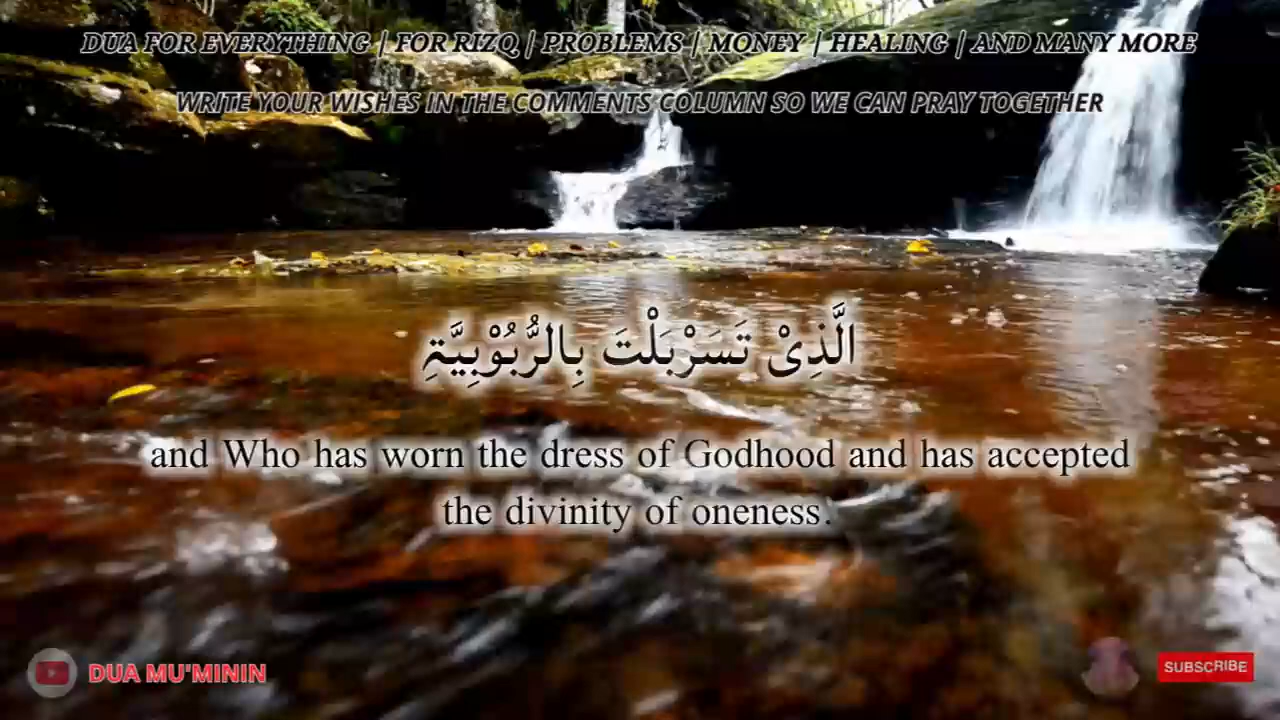 DUA FOR EVERYTHING | FOR RIZQ | PROBLEMS | MONEY | HEALING | AND MANY MORE
WRITE YOUR WISHES IN THE COMMENTS COLUMN SO WE CAN PRAY TOGETHER
الَّذِیْ تَسَرْبَلْتَ بِالرُّبُوْبِيَّۃِ
and Who has worn the dress of Godhood and has accepted
the divinity of oneness.
DUA MU'MININ
SUBSCRIBE